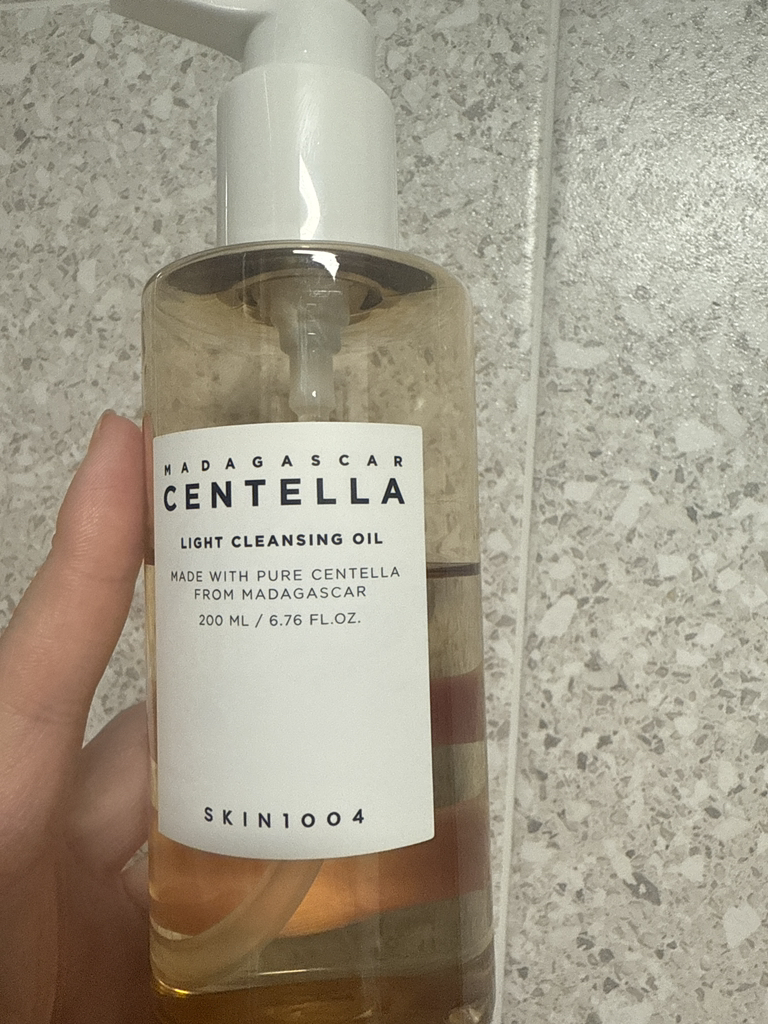 MADAGASCAR
CENTELLA
LIGHT CLEANSING OIL
MADE WITH PURE CENTELLA
FROM MADAGASCAR
200 ML / 6.76 FL.OZ.
SKIN1004